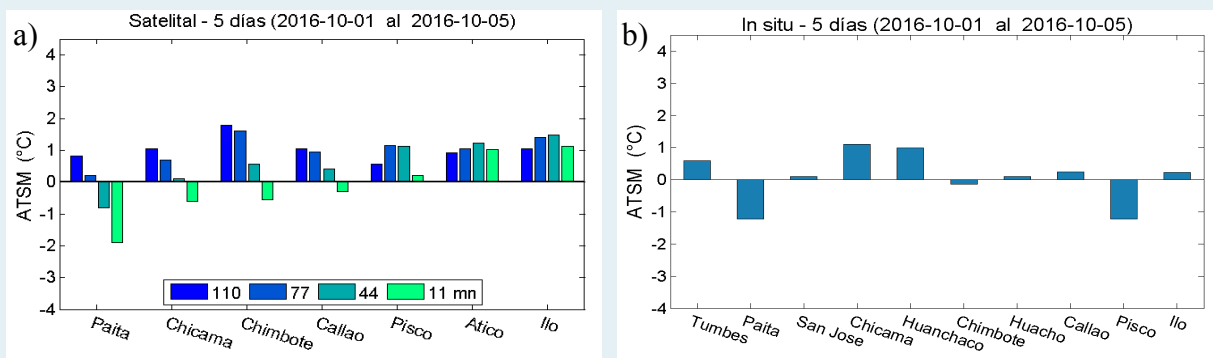 a)
Satelital - 5 días (2016-10-01 al 2016-10-05)
ATSM (°C)
4
3
2
1
0
-1
-2
-3
-4
110 77 44 11 mn
Paita Chicama Chimbote Callao Pisco Atico Ilo
b)
In situ - 5 días (2016-10-01 al 2016-10-05)
ATSM (°C)
4
3
2
1
0
-1
-2
-3
-4
Tumbes Paita San Jose Chicama Huanchaco Chimbote Huacho Callao Pisco Ilo